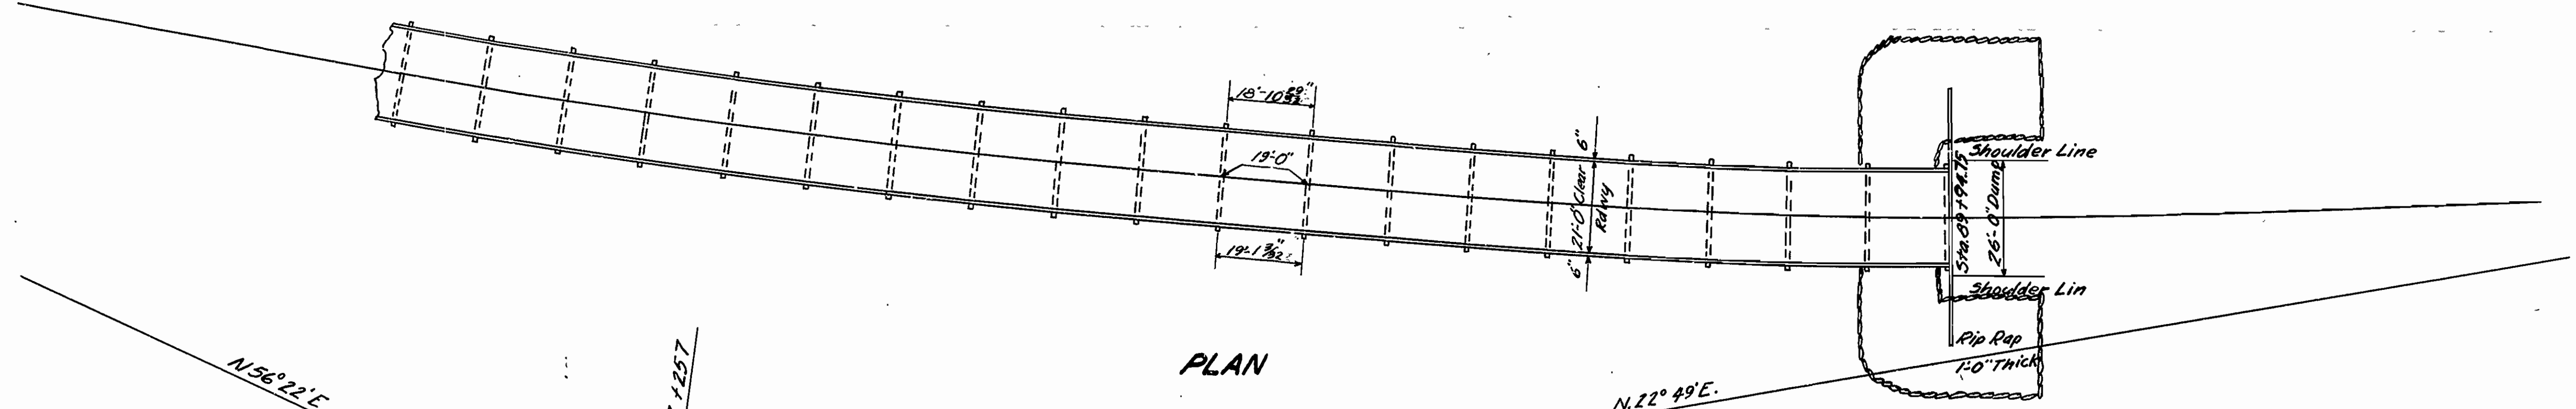 18'-10 29/32"
19'-0"
19'-1 3/32"
6"
21'-0" Clear
Rdwy
6"
Shoulder Line
Sta. 89+94.75
26'-0" Dump
Shoulder Lin
Rip Rap
1'-0" Thick
PLAN
N 56° 22' E
+257
N. 22° 49' E.